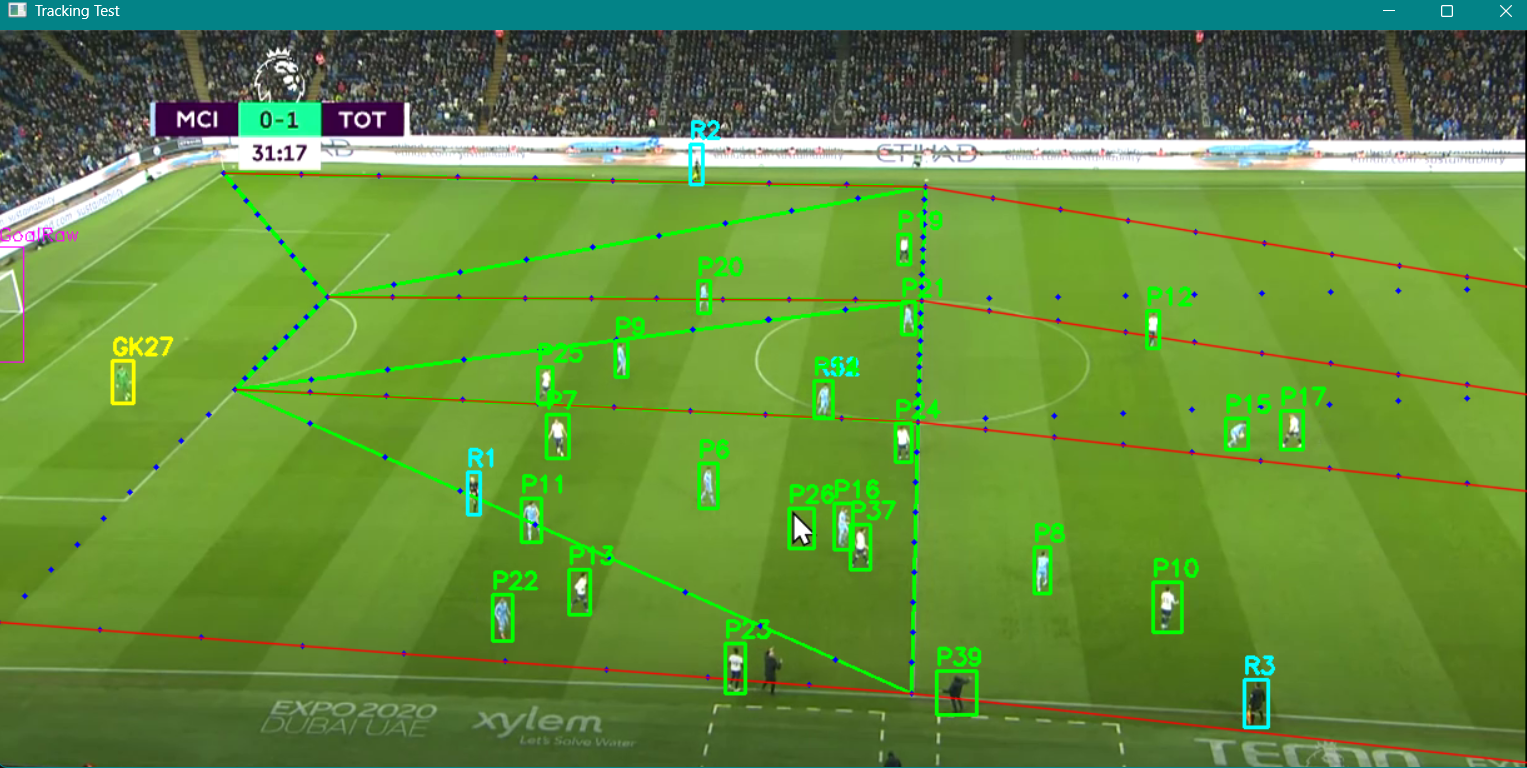 Tracking Test
MCI 0-1 TOT
31:17
R2
ETIHAD
GoalRaw
P19
P20
P21
P12
P9
GK27
P25
P7
P24
P15
P17
P6
R1
P11
P26
P16
P37
P8
P13
P22
P10
P23
P39
R3
EXPO 2020
DUBAI UAE
xylem
Let's Solve Water